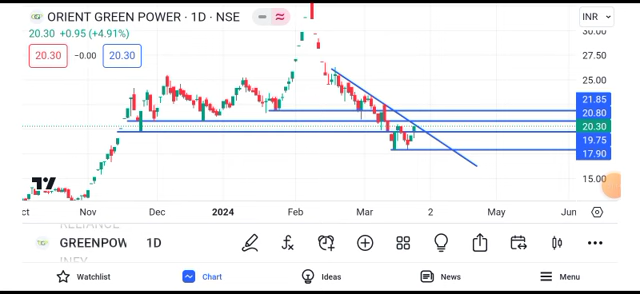 ORIENT GREEN POWER · 1D · NSE
INR
20.30 +0.95 (+4.91%)
20.30 −0.00 20.30
30.00
27.50
25.00
21.85
20.80
20.30
19.75
17.90
15.00
Nov Dec 2024 Feb Mar 2 May Jun
RELIANCE
GREENPOW 1D
Watchlist Chart Ideas News Menu